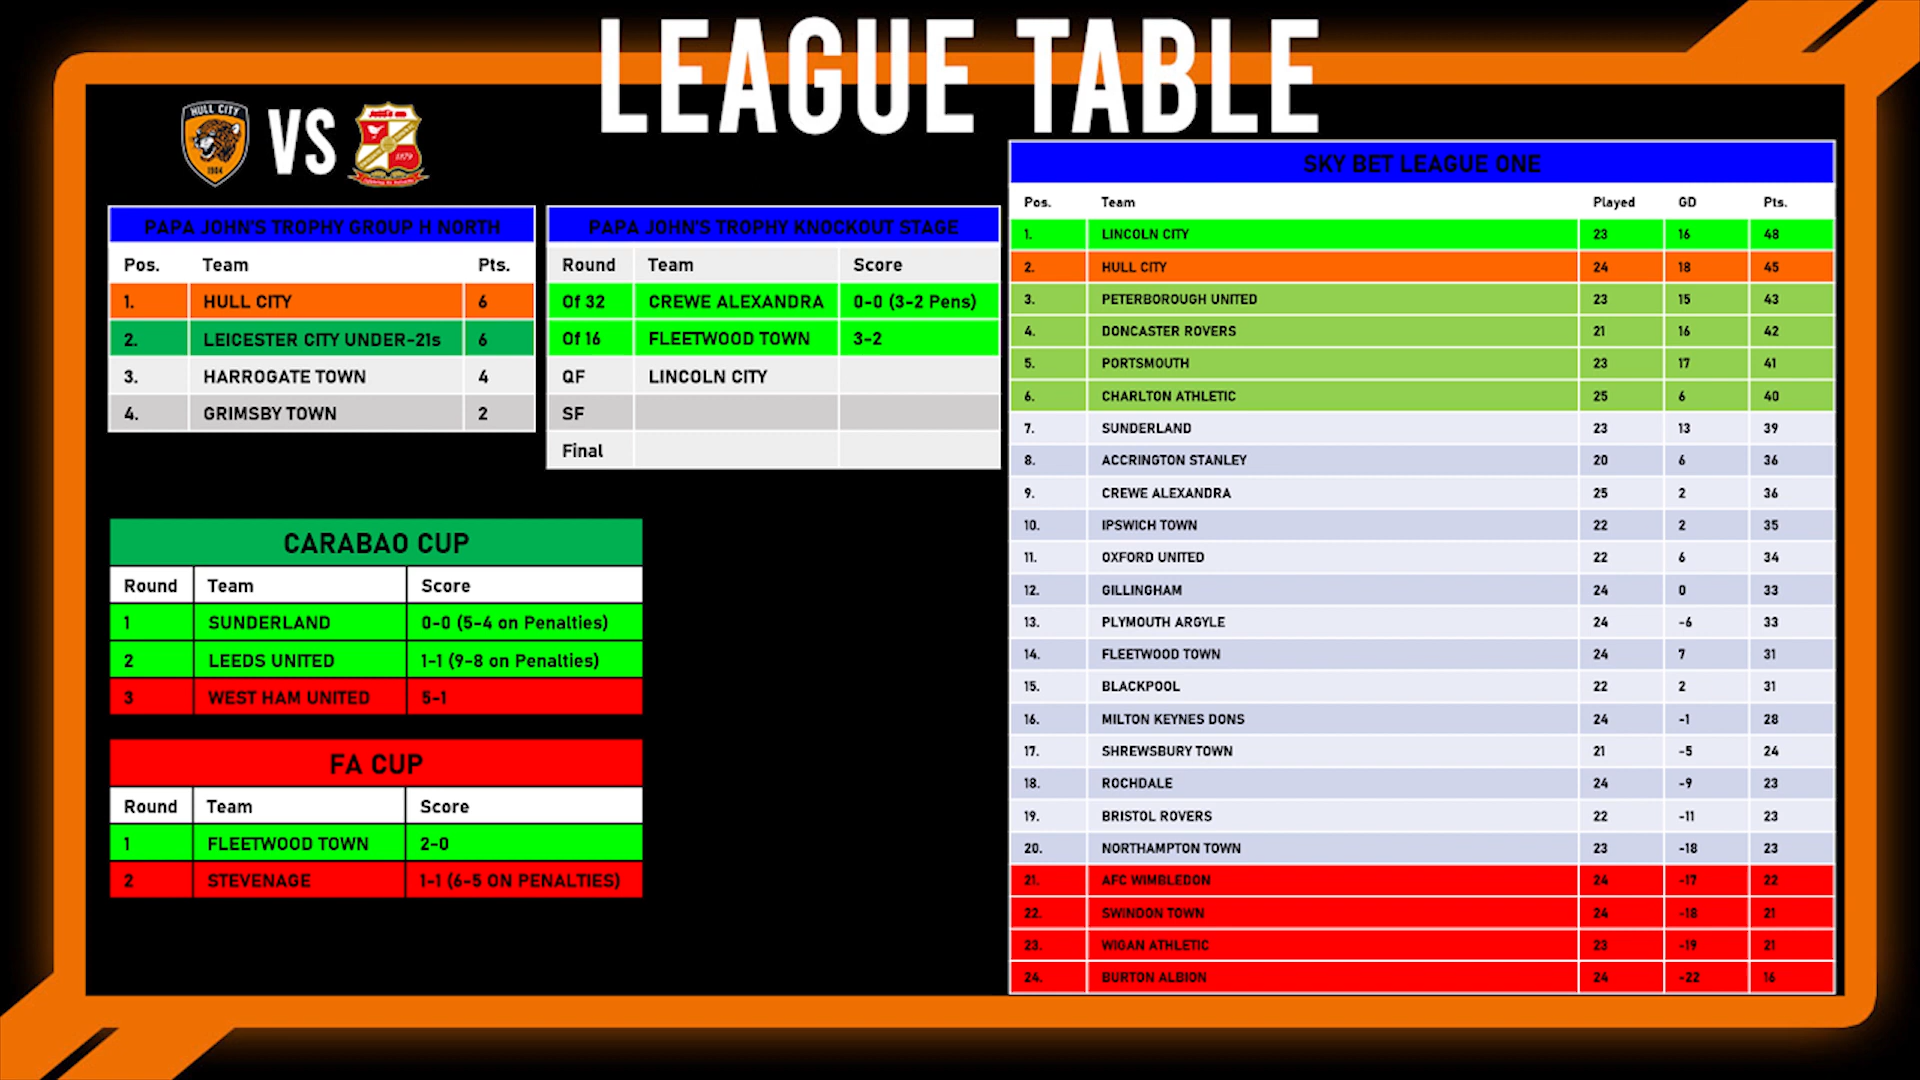 LEAGUE TABLE
HULL CITY
1904
VS
1879
PAPA JOHN'S TROPHY GROUP H NORTH
Pos. Team Pts.
1. HULL CITY 6
2. LEICESTER CITY UNDER-21s 6
3. HARROGATE TOWN 4
4. GRIMSBY TOWN 2
PAPA JOHN'S TROPHY KNOCKOUT STAGE
Round Team Score
Of 32 CREWE ALEXANDRA 0-0 (3-2 Pens)
Of 16 FLEETWOOD TOWN 3-2
QF LINCOLN CITY
SF
Final
CARABAO CUP
Round Team Score
1 SUNDERLAND 0-0 (5-4 on Penalties)
2 LEEDS UNITED 1-1 (9-8 on Penalties)
3 WEST HAM UNITED 5-1
FA CUP
Round Team Score
1 FLEETWOOD TOWN 2-0
2 STEVENAGE 1-1 (6-5 ON PENALTIES)
SKY BET LEAGUE ONE
Pos. Team Played GD Pts.
1. LINCOLN CITY 23 16 48
2. HULL CITY 24 18 45
3. PETERBOROUGH UNITED 23 15 43
4. DONCASTER ROVERS 21 16 42
5. PORTSMOUTH 23 17 41
6. CHARLTON ATHLETIC 25 6 40
7. SUNDERLAND 23 13 39
8. ACCRINGTON STANLEY 20 6 36
9. CREWE ALEXANDRA 25 2 36
10. IPSWICH TOWN 22 2 35
11. OXFORD UNITED 22 6 34
12. GILLINGHAM 24 0 33
13. PLYMOUTH ARGYLE 24 -6 33
14. FLEETWOOD TOWN 24 7 31
15. BLACKPOOL 22 2 31
16. MILTON KEYNES DONS 24 -1 28
17. SHREWSBURY TOWN 21 -5 24
18. ROCHDALE 24 -9 23
19. BRISTOL ROVERS 22 -11 23
20. NORTHAMPTON TOWN 23 -18 23
21. AFC WIMBLEDON 24 -17 22
22. SWINDON TOWN 24 -18 21
23. WIGAN ATHLETIC 23 -19 21
24. BURTON ALBION 24 -22 16